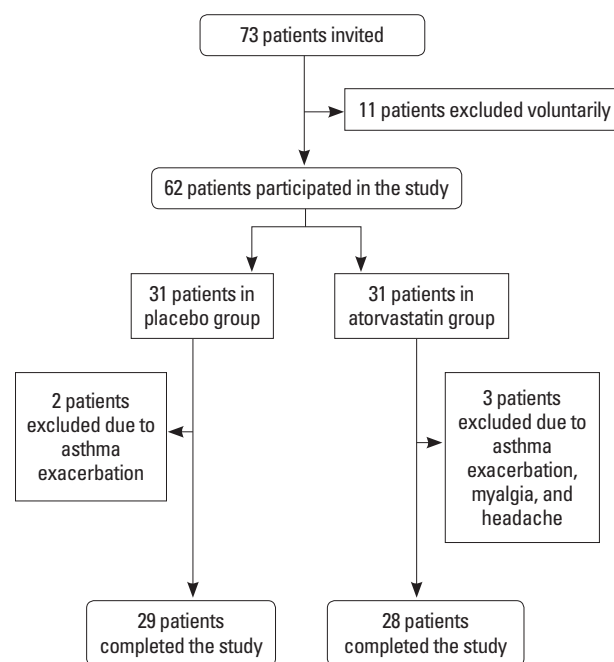 73 patients invited
11 patients excluded voluntarily
62 patients participated in the study
31 patients in
placebo group
31 patients in
atorvastatin group
2 patients
excluded due to
asthma
exacerbation
3 patients
excluded due to
asthma
exacerbation,
myalgia, and
headache
29 patients
completed the study
28 patients
completed the study